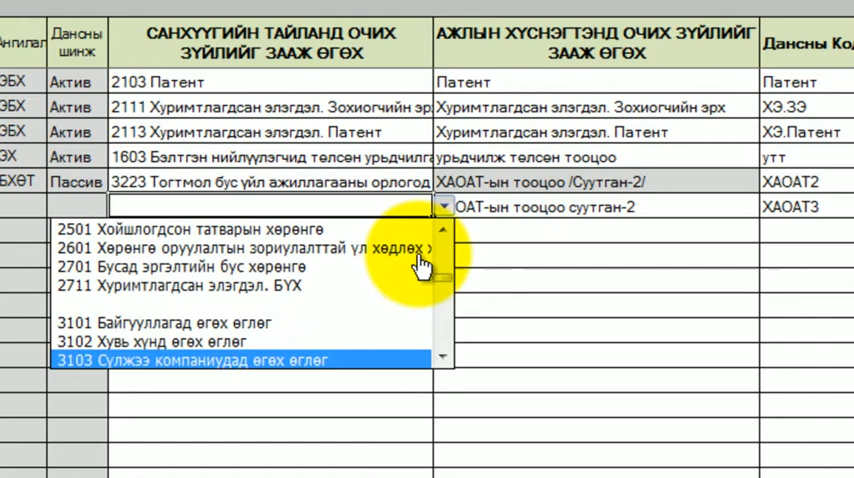 Ангилал
Дансны шинж
САНХҮҮГИЙН ТАЙЛАНД ОЧИХ ЗҮЙЛИЙГ ЗААЖ ӨГӨХ
АЖЛЫН ХҮСНЭГТЭНД ОЧИХ ЗҮЙЛИЙГ ЗААЖ ӨГӨХ
Дансны Ко
ЭБХ Актив 2103 Патент Патент Патент
ЭБХ Актив 2111 Хуримтлагдсан элэгдэл. Зохиогчийн эр Хуримтлагдсан элэгдэл. Зохиогчийн эрх ХЭ.ЗЭ
ЭБХ Актив 2113 Хуримтлагдсан элэгдэл. Патент Хуримтлагдсан элэгдэл. Патент ХЭ.Патент
ЭХ Актив 1603 Бэлтгэн нийлүүлэгчид төлсөн урьдчилга урьдчилж төлсөн тооцоо утт
БХӨТ Пассив 3223 Тогтмол бус үйл ажиллагааны орлогод ХАОАТ-ын тооцоо /Суутган-2/ ХАОАТ2
ОАТ-ын тооцоо суутган-2 ХАОАТ3
2501 Хойшлогдсон татварын хөрөнгө
2601 Хөрөнгө оруулалтын зориулалттай үл хөдлөх х
2701 Бусад эргэлтийн бус хөрөнгө
2711 Хуримтлагдсан элэгдэл. БҮХ
3101 Байгууллагад өгөх өглөг
3102 Хувь хүнд өгөх өглөг
3103 Сүлжээ компаниудад өгөх өглөг